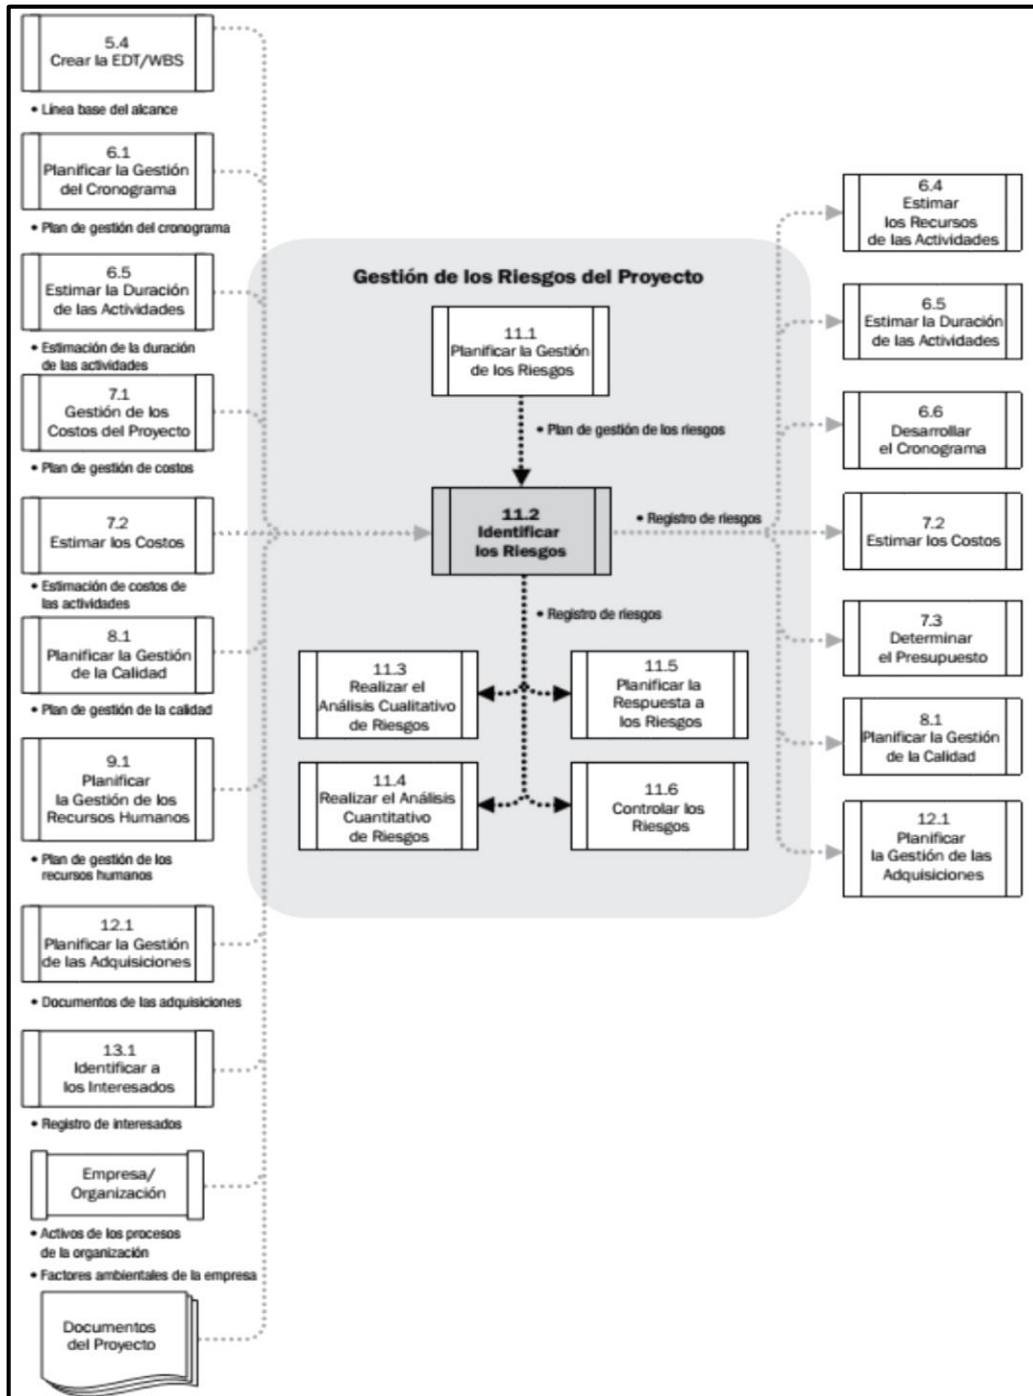 5.4
Crear la EDT/WBS
• Línea base del alcance
6.1
Planificar la Gestión
del Cronograma
• Plan de gestión del cronograma
6.5
Estimar la Duración
de las Actividades
• Estimación de la duración
de las actividades
7.1
Gestión de los
Costos del Proyecto
• Plan de gestión de costos
7.2
Estimar los Costos
• Estimación de costos de
las actividades
8.1
Planificar la Gestión
de la Calidad
• Plan de gestión de la calidad
9.1
Planificar
la Gestión de los
Recursos Humanos
• Plan de gestión de los
recursos humanos
12.1
Planificar la Gestión
de las Adquisiciones
• Documentos de las adquisiciones
13.1
Identificar a
los Interesados
• Registro de interesados
Empresa/
Organización
• Activos de los procesos
de la organización
• Factores ambientales de la empresa
Documentos
del Proyecto
Gestión de los Riesgos del Proyecto
11.1
Planificar la Gestión
de los Riesgos
• Plan de gestión de los riesgos
11.2
Identificar
los Riesgos
• Registro de riesgos
• Registro de riesgos
11.3
Realizar el
Análisis Cualitativo
de Riesgos
11.5
Planificar la
Respuesta a
los Riesgos
11.4
Realizar el Análisis
Cuantitativo
de Riesgos
11.6
Controlar los
Riesgos
6.4
Estimar
los Recursos
de las Actividades
6.5
Estimar la Duración
de las Actividades
6.6
Desarrollar
el Cronograma
7.2
Estimar los Costos
7.3
Determinar
el Presupuesto
8.1
Planificar la Gestión
de la Calidad
12.1
Planificar
la Gestión de las
Adquisiciones